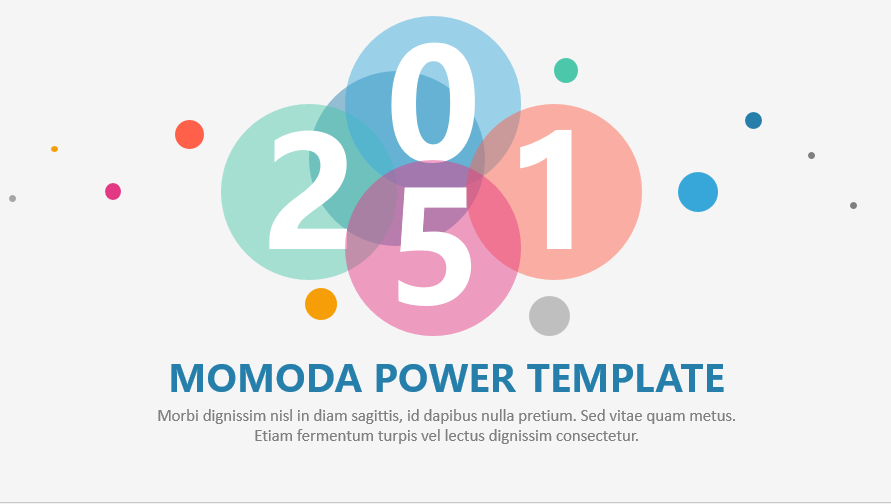 0
2
1
5
MOMODA POWER TEMPLATE
Morbi dignissim nisl in diam sagittis, id dapibus nulla pretium. Sed vitae quam metus.
Etiam fermentum turpis vel lectus dignissim consectetur.